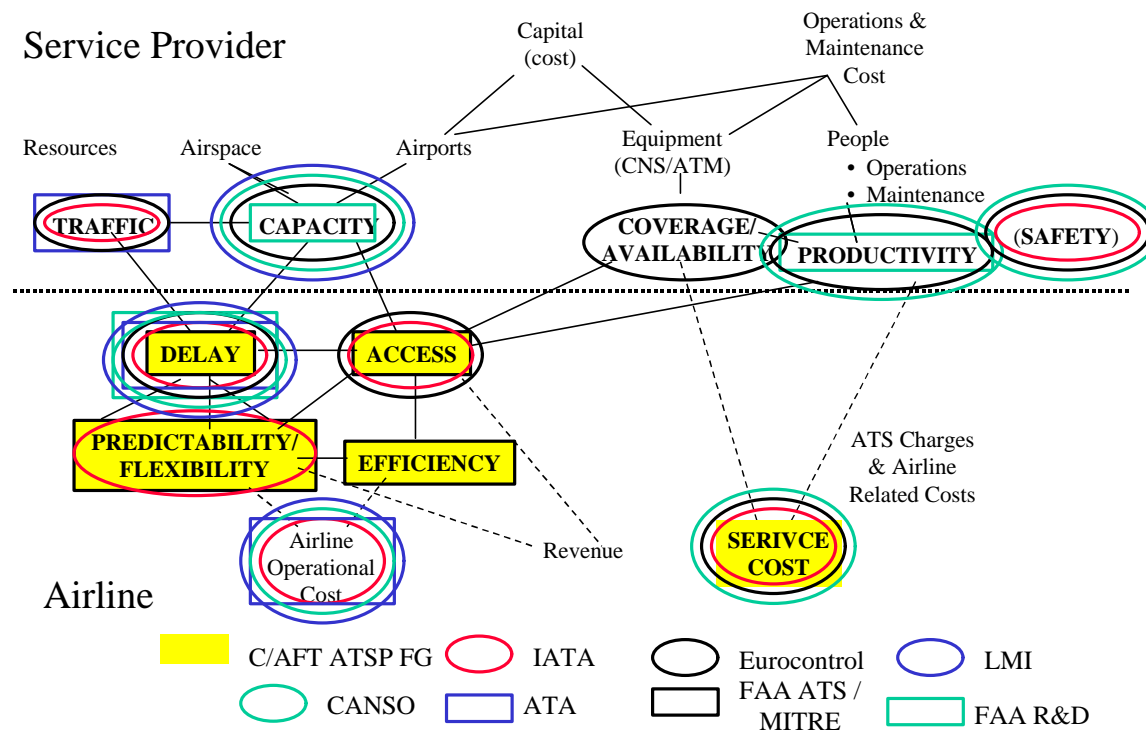 Service Provider
Capital
(cost)
Operations &
Maintenance
Cost
Resources
Airspace
Airports
Equipment
(CNS/ATM)
People
• Operations
• Maintenance
TRAFFIC
CAPACITY
COVERAGE/
AVAILABILITY
PRODUCTIVITY
(SAFETY)
DELAY
ACCESS
PREDICTABILITY/
FLEXIBILITY
EFFICIENCY
ATS Charges
& Airline
Related Costs
Airline
Operational
Cost
Revenue
SERIVCE
COST
Airline
C/AFT ATSP FG
IATA
Eurocontrol
LMI
CANSO
ATA
FAA ATS /
MITRE
FAA R&D